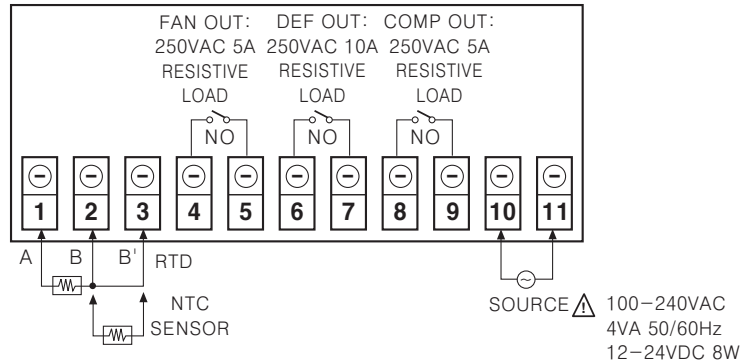 FAN OUT: DEF OUT: COMP OUT:
250VAC 5A 250VAC 10A 250VAC 5A
RESISTIVE RESISTIVE RESISTIVE
LOAD LOAD LOAD
NO NO NO
1 2 3 4 5 6 7 8 9 10 11
A B B' RTD
NTC
SENSOR
SOURCE ⚠ 100-240VAC
4VA 50/60Hz
12-24VDC 8W